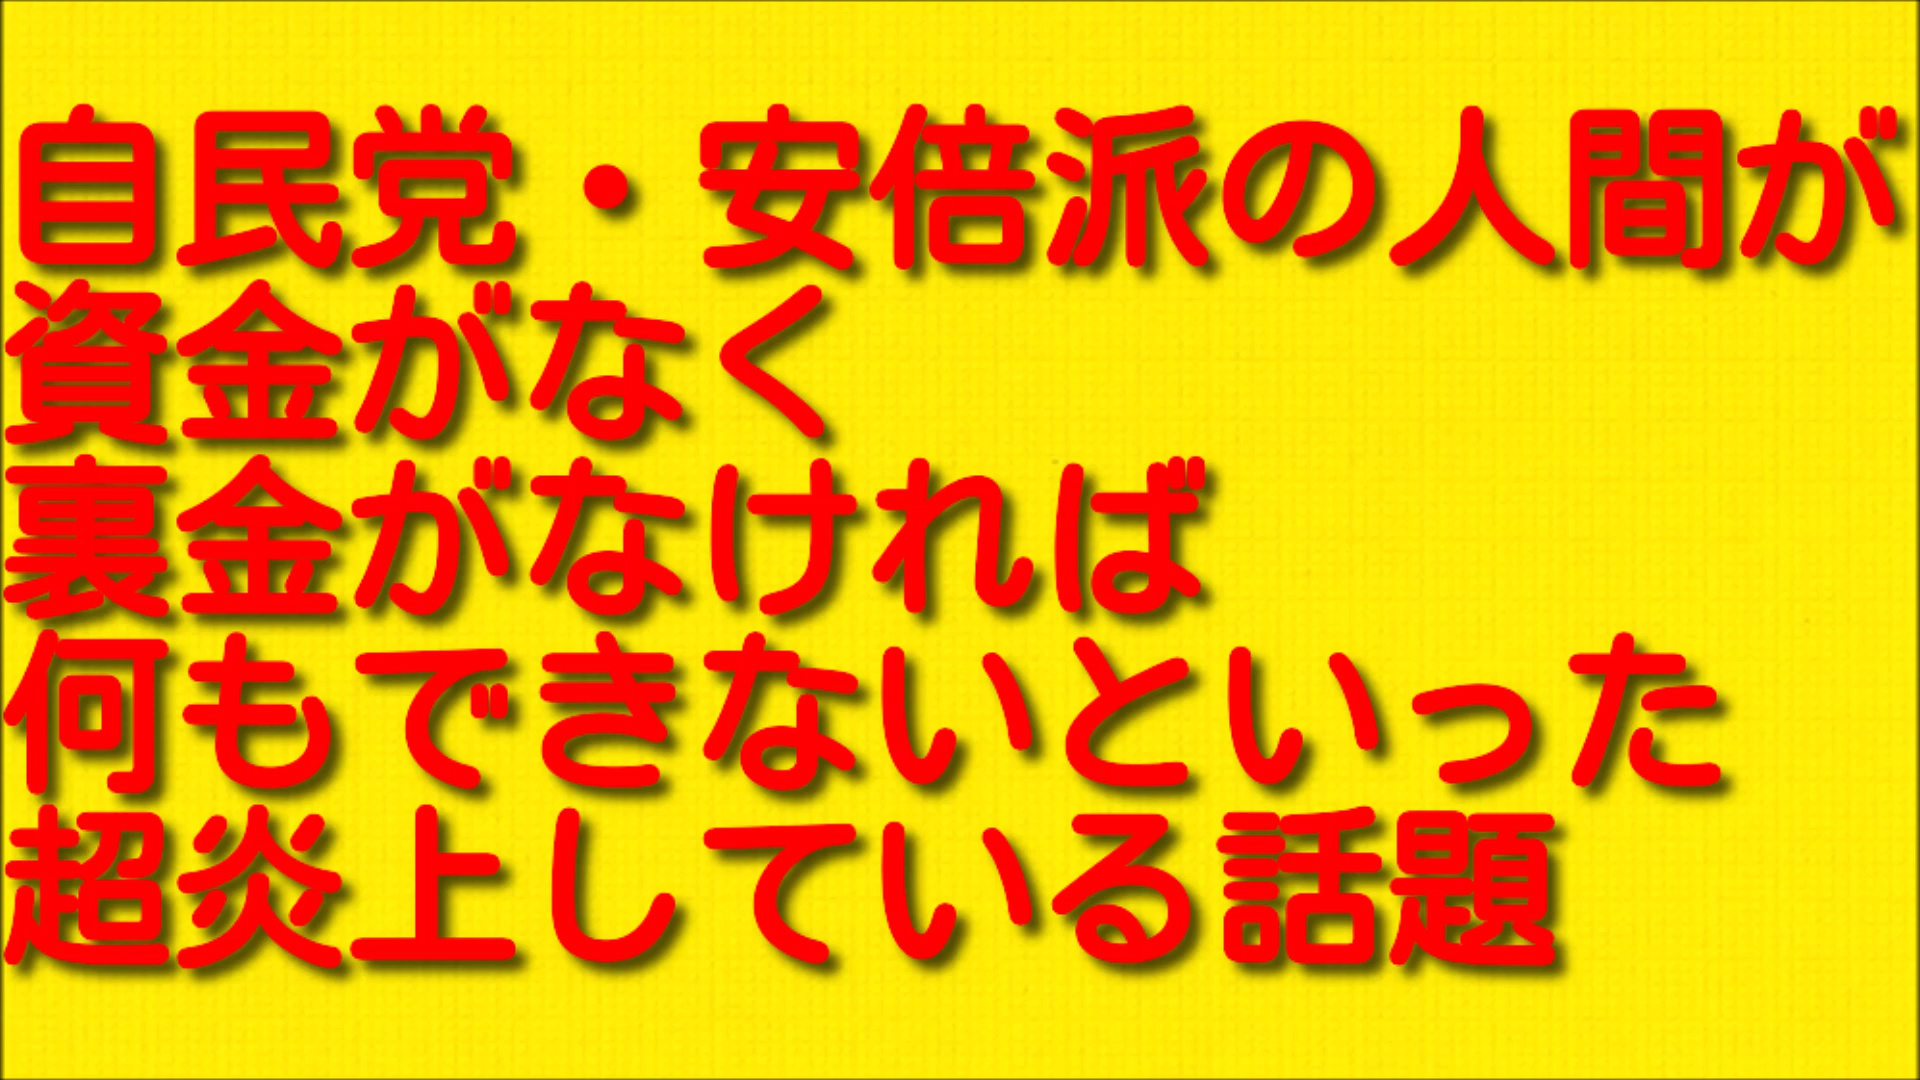 自民党・安倍派の人間が
資金がなく
裏金がなければ
何もできないといった
超炎上している話題